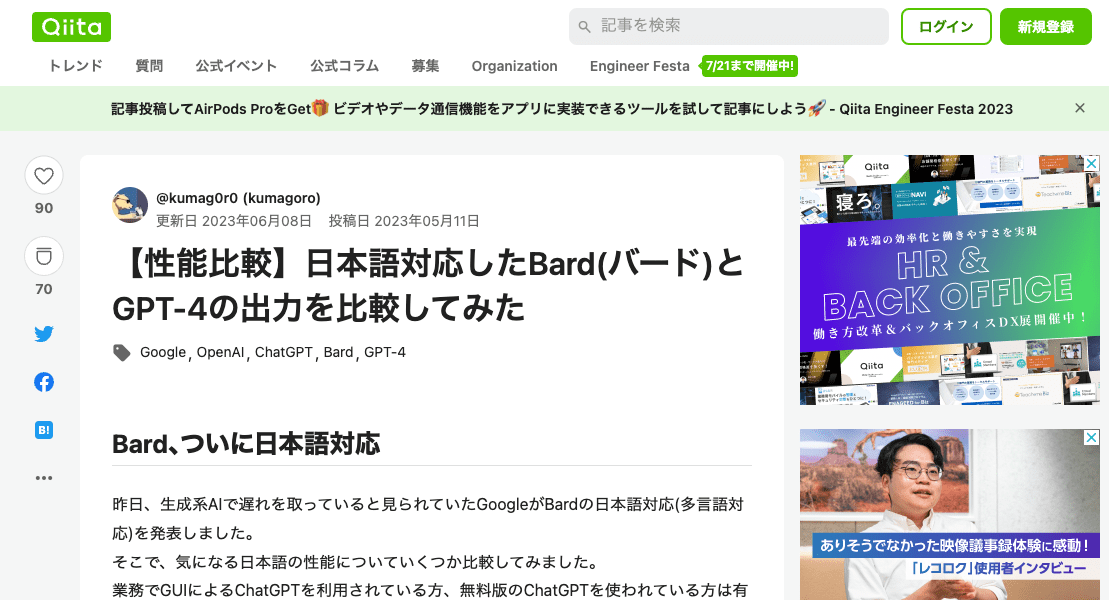 Qiita
記事を検索
ログイン
新規登録
トレンド
質問
公式イベント
公式コラム
募集
Organization
Engineer Festa
7/21まで開催中!
記事投稿してAirPods ProをGet🎁 ビデオやデータ通信機能をアプリに実装できるツールを試して記事にしよう🚀 - Qiita Engineer Festa 2023
90
70
B!
@kumag0r0 (kumagoro)
更新日 2023年06月08日 投稿日 2023年05月11日
【性能比較】日本語対応したBard(バード)と
GPT-4の出力を比較してみた
Google , OpenAI , ChatGPT , Bard , GPT-4
Bard、ついに日本語対応
昨日、生成系AIで遅れを取っていると見られていたGoogleがBardの日本語対応(多言語対
応)を発表しました。
そこで、気になる日本語の性能についていくつか比較してみました。
業務でGUIによるChatGPTを利用されている方、無料版のChatGPTを使われている方は有
Qiita
寝ろ。
NAVI
最先端の効率化と働きやすさを実現
HR &
BACK OFFICE
働き方改革&バックオフィスDX展開催中!
Qiita
ありそうでなかった映像議事録体験に感動!
「レコロク」使用者インタビュー